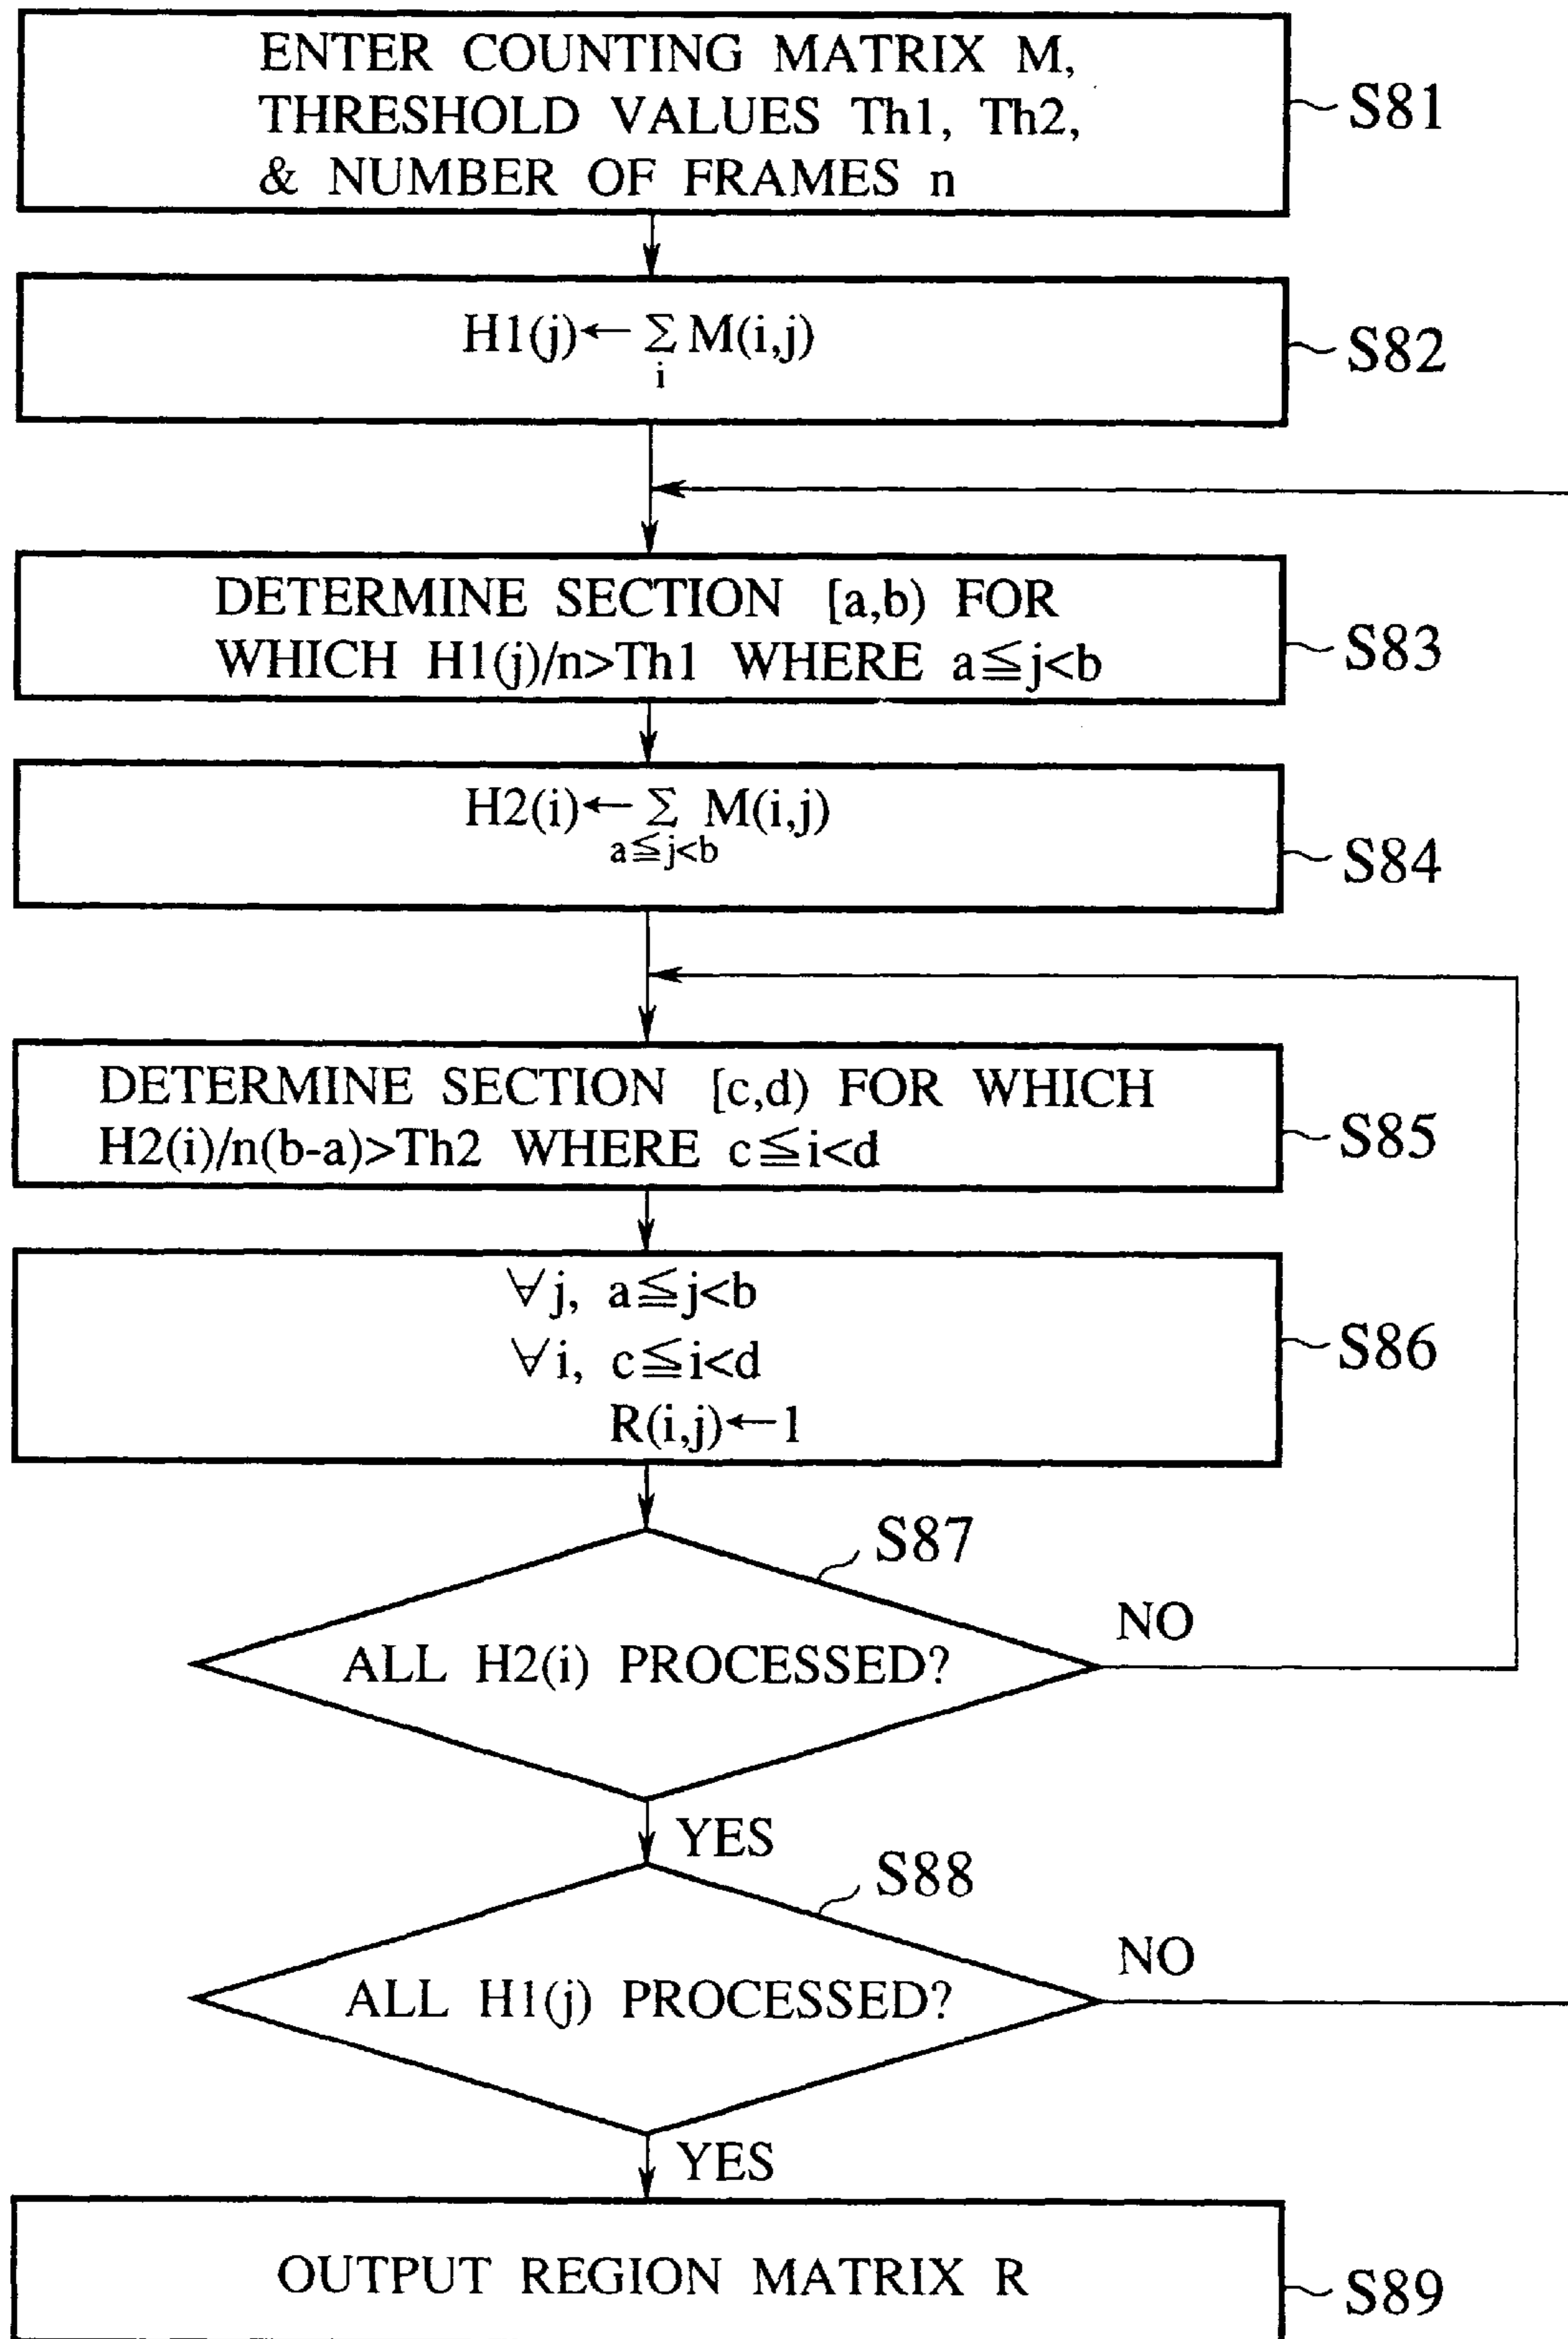 ENTER COUNTING MATRIX M,
THRESHOLD VALUES Th1, Th2,
& NUMBER OF FRAMES n
S81
H1(j)←ΣM(i,j)
i
S82
DETERMINE SECTION [a,b) FOR
WHICH H1(j)/n>Th1 WHERE a≦j<b
S83
H2(i)←Σ M(i,j)
a≦j<b
S84
DETERMINE SECTION [c,d) FOR WHICH
H2(i)/n(b-a)>Th2 WHERE c≦i<d
S85
∀j, a≦j<b
∀i, c≦i<d
R(i,j)←1
S86
S87
ALL H2(i) PROCESSED?
NO
YES
S88
ALL H1(j) PROCESSED?
NO
YES
OUTPUT REGION MATRIX R
S89